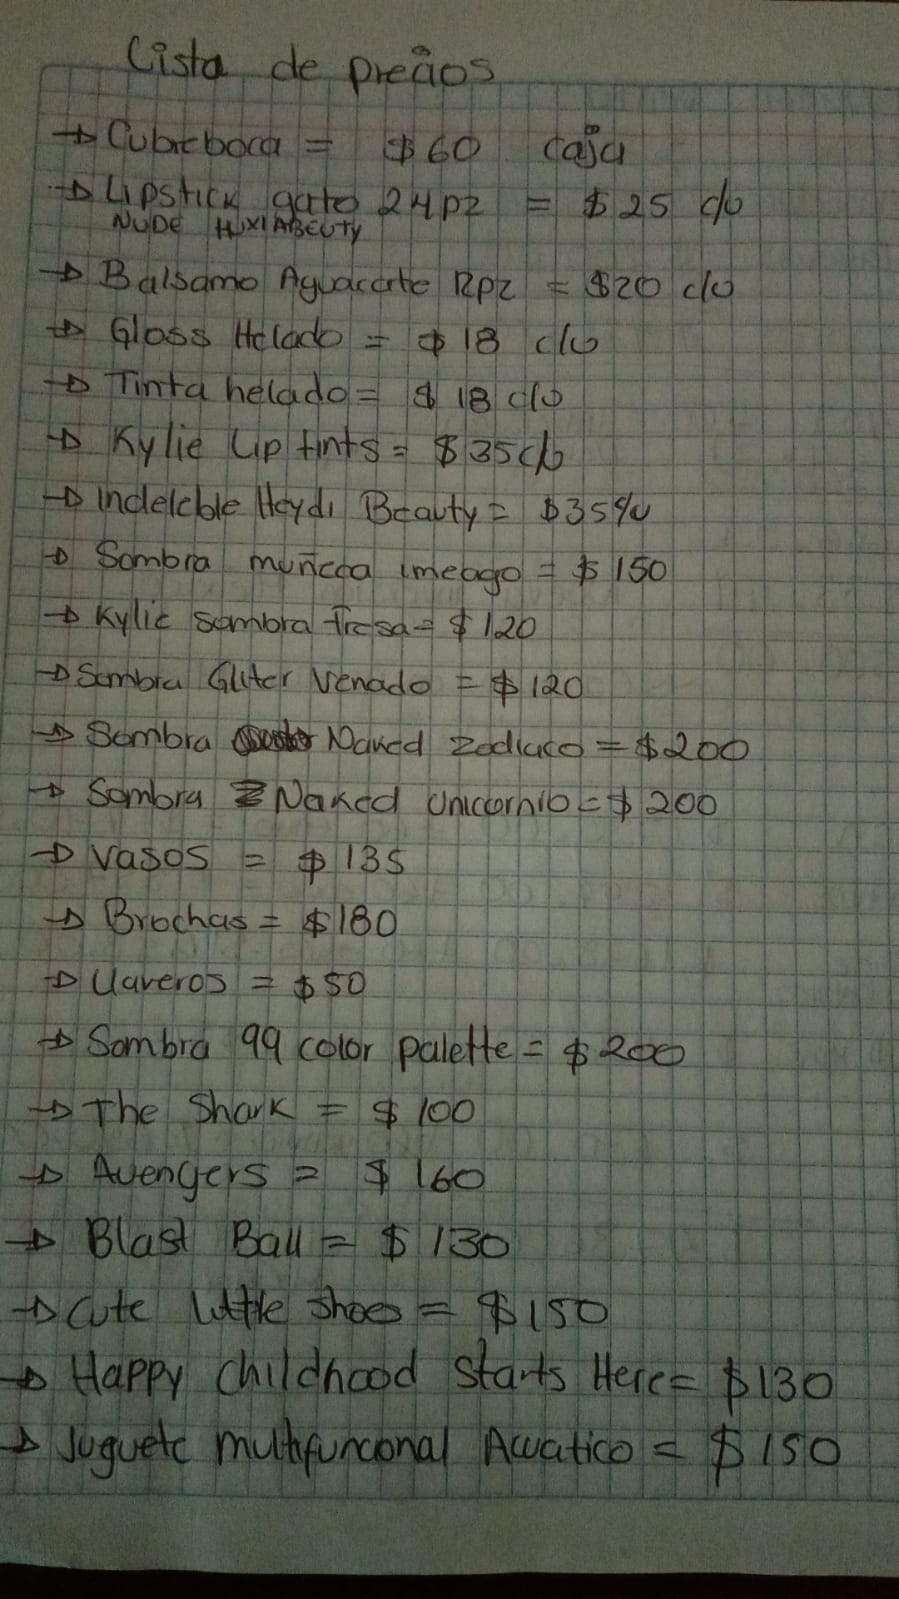 Lista de precios
→ Cubreboca = $60 caja
→ Lipstick gato 24pz = $25 c/u
NUDE HUXIABEUTY
→ Balsamo Aguacate 12pz = $20 c/u
→ Gloss Helado = $18 c/u
→ Tinta helado = $18 c/u
→ Kylie Lip tints = $35 c/u
→ Indeleble Heydi Beauty = $35 c/u
→ Sombra muñeca imeago = $150
→ Kylie sombra fresa = $120
→ Sombra Gliter Venado = $120
→ Sombra Naked Zodiaco = $200
→ Sombra Naked Unicornio = $200
→ Vasos = $135
→ Brochas = $180
→ Llaveros = $50
→ Sombra 99 color palette = $200
→ The Shark = $100
→ Avengers = $160
→ Blast Ball = $130
→ Cute Little shoes = $150
→ Happy childhood starts Here = $130
→ Juguete multifuncional Acuatico = $150